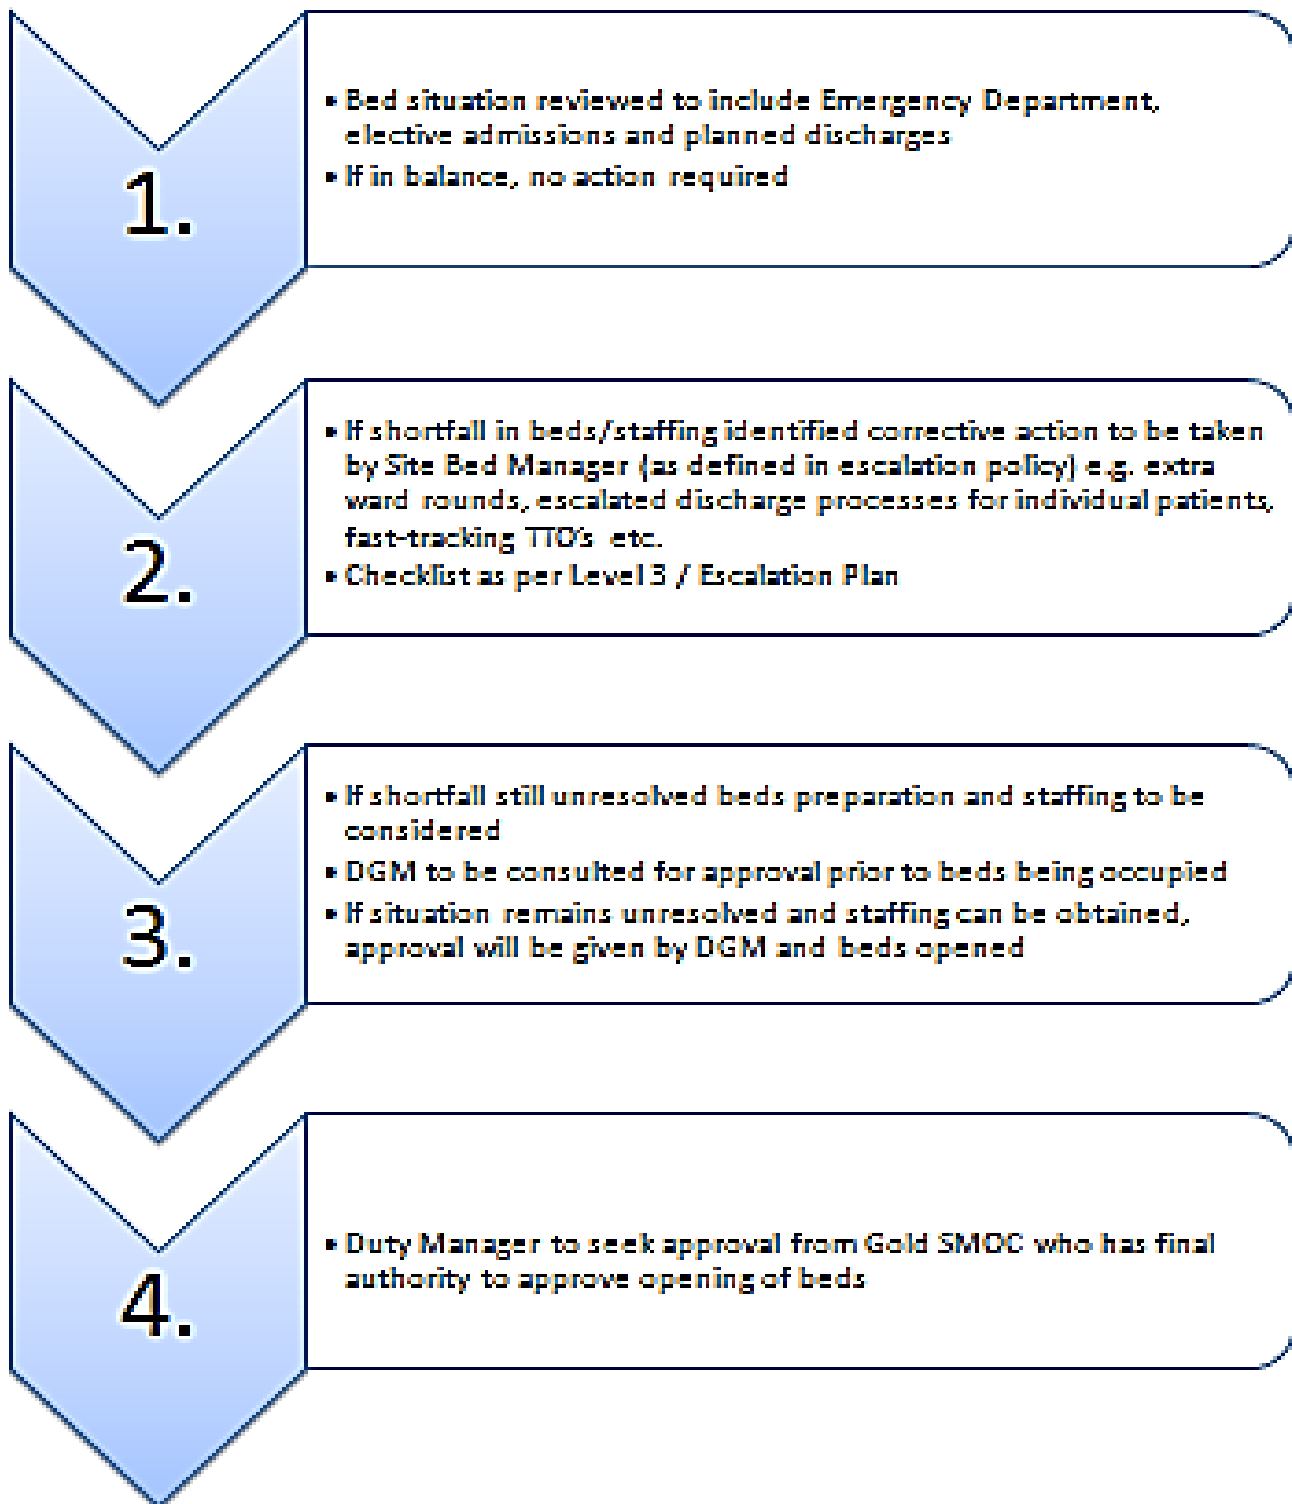 1.
• Bed situation reviewed to include Emergency Department,
elective admissions and planned discharges
• If in balance, no action required
2.
• If shortfall in beds/staffing identified corrective action to be taken
by Site Bed Manager (as defined in escalation policy) e.g. extra
ward rounds, escalated discharge processes for individual patients,
fast-tracking TTO's etc.
• Checklist as per Level 3 / Escalation Plan
3.
• If shortfall still unresolved beds preparation and staffing to be
considered
• DGM to be consulted for approval prior to beds being occupied
• If situation remains unresolved and staffing can be obtained,
approval will be given by DGM and beds opened
4.
• Duty Manager to seek approval from Gold SMOC who has final
authority to approve opening of beds